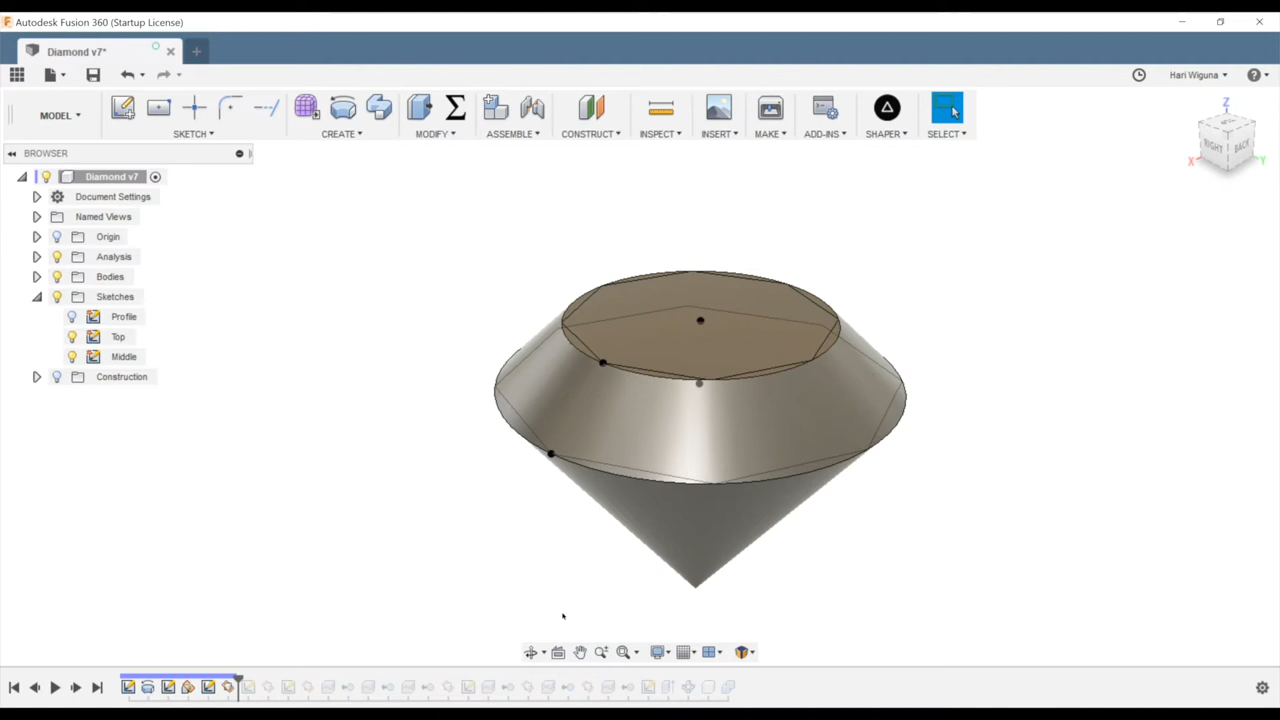 Autodesk Fusion 360 (Startup License)
Diamond v7*
Hari Wiguna
MODEL
SKETCH
CREATE
MODIFY
ASSEMBLE
CONSTRUCT
INSPECT
INSERT
MAKE
ADD-INS
SHAPER
SELECT
Z
RIGHT
BACK
X
Y
BROWSER
Diamond v7
Document Settings
Named Views
Origin
Analysis
Bodies
Sketches
Profile
Top
Middle
Construction